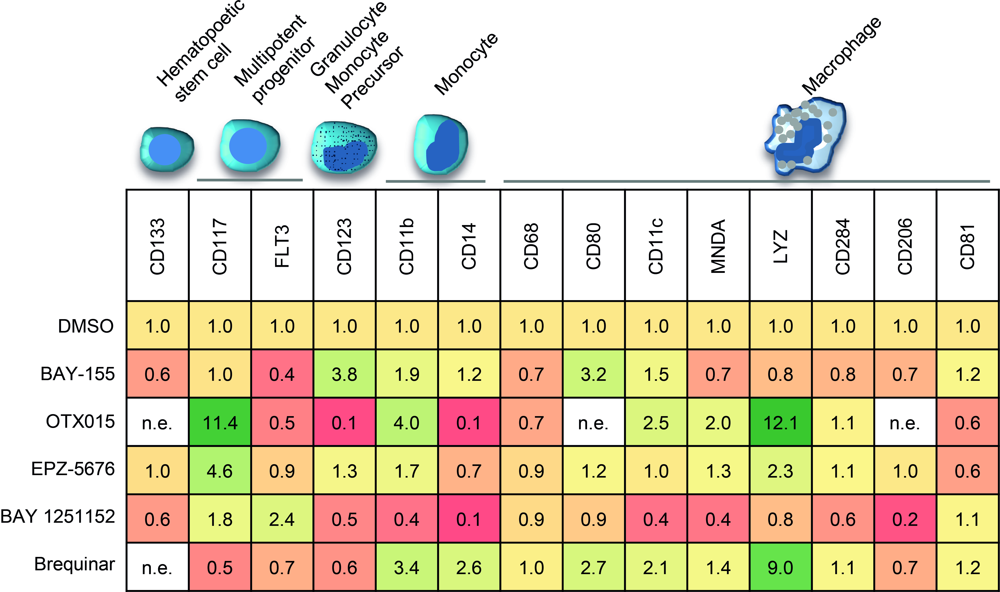 Hematopoetic
stem cell
Multipotent
progenitor
Granulocyte
Monocyte
Precursor
Monocyte
Macrophage
CD133 CD117 FLT3 CD123 CD11b CD14 CD68 CD80 CD11c MNDA LYZ CD284 CD206 CD81
DMSO 1.0 1.0 1.0 1.0 1.0 1.0 1.0 1.0 1.0 1.0 1.0 1.0 1.0 1.0
BAY-155 0.6 1.0 0.4 3.8 1.9 1.2 0.7 3.2 1.5 0.7 0.8 0.8 0.7 1.2
OTX015 n.e. 11.4 0.5 0.1 4.0 0.1 0.7 n.e. 2.5 2.0 12.1 1.1 n.e. 0.6
EPZ-5676 1.0 4.6 0.9 1.3 1.7 0.7 0.9 1.2 1.0 1.3 2.3 1.1 1.0 0.6
BAY 1251152 0.6 1.8 2.4 0.5 0.4 0.1 0.9 0.9 0.4 0.4 0.8 0.6 0.2 1.1
Brequinar n.e. 0.5 0.7 0.6 3.4 2.6 1.0 2.7 2.1 1.4 9.0 1.1 0.7 1.2